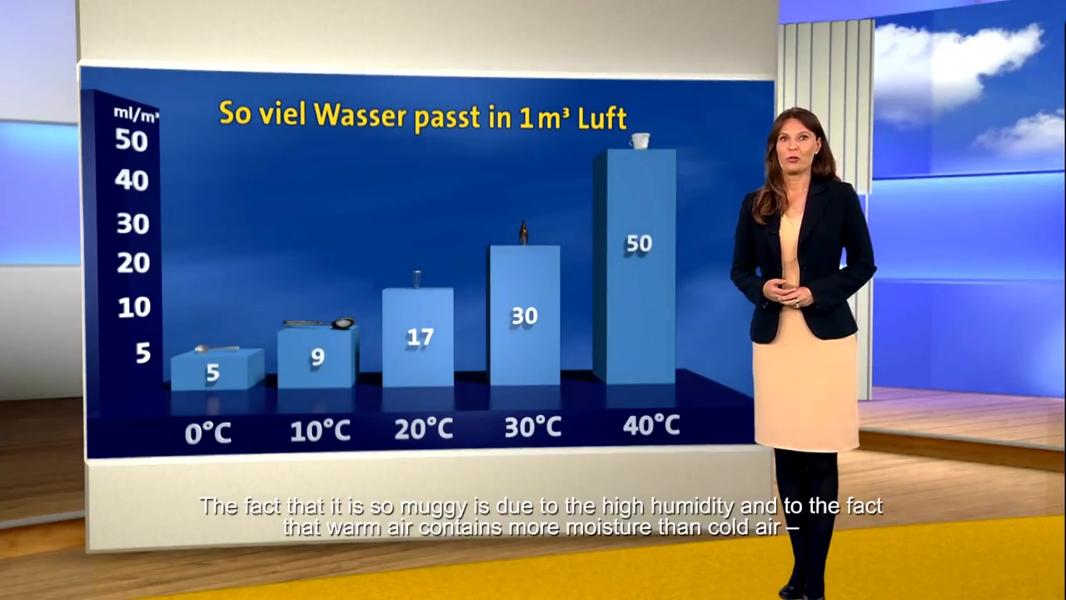 So viel Wasser passt in 1m³ Luft
ml/m³
50
40
30
20
10
5
5
9
17
30
50
0°C 10°C 20°C 30°C 40°C
The fact that it is so muggy is due to the high humidity and to the fact
that warm air contains more moisture than cold air –